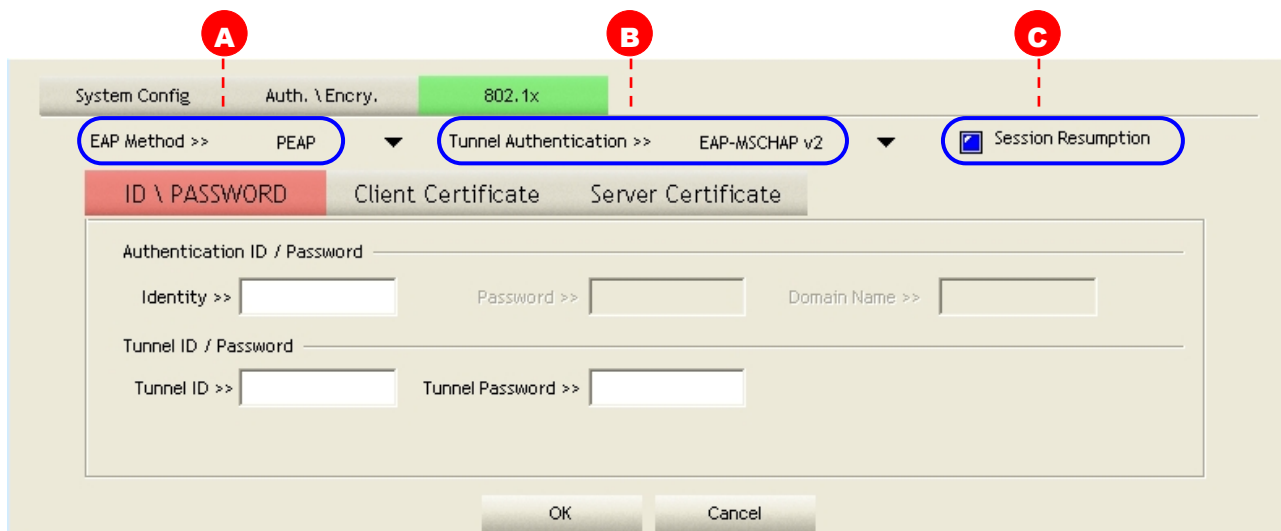 A B C
System Config Auth. \ Encry. 802.1x
EAP Method >> PEAP Tunnel Authentication >> EAP-MSCHAP v2 Session Resumption
ID \ PASSWORD Client Certificate Server Certificate
Authentication ID / Password
Identity >> Password >> Domain Name >>
Tunnel ID / Password
Tunnel ID >> Tunnel Password >>
OK Cancel